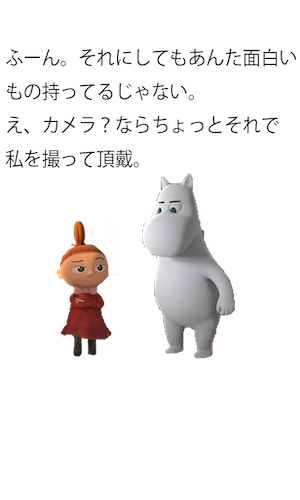 ふーん。それにしてもあんた面白い
もの持ってるじゃない。
え、カメラ？ならちょっとそれで
私を撮って頂戴。